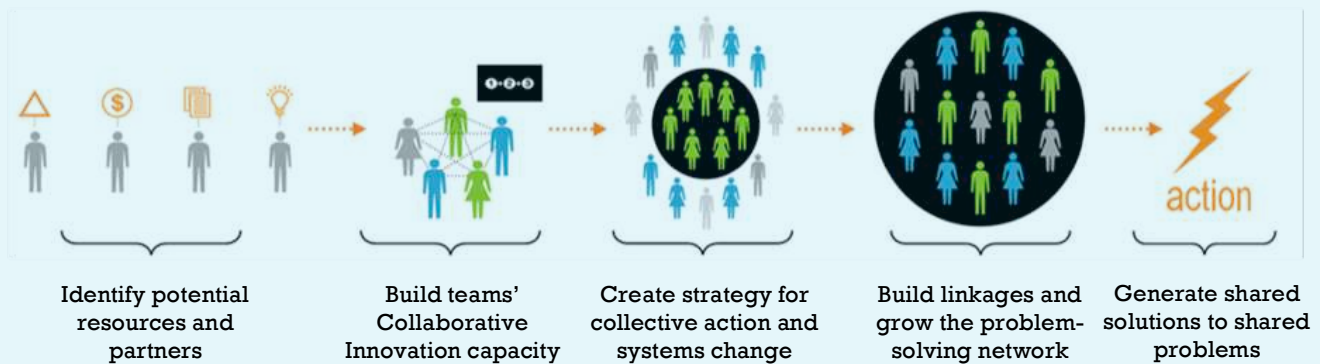 $
1+2=3
action
Identify potential
resources and
partners
Build teams’
Collaborative
Innovation capacity
Create strategy for
collective action and
systems change
Build linkages and
grow the problem-
solving network
Generate shared
solutions to shared
problems